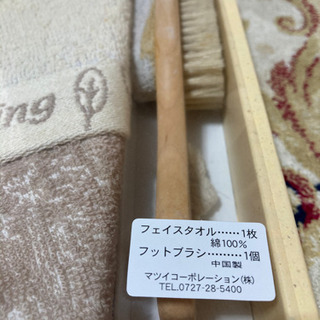 ing
フェイスタオル……1枚
綿100%
フットブラシ………1個
中国製
マツイコーポレーション(株)
TEL.0727-28-5400